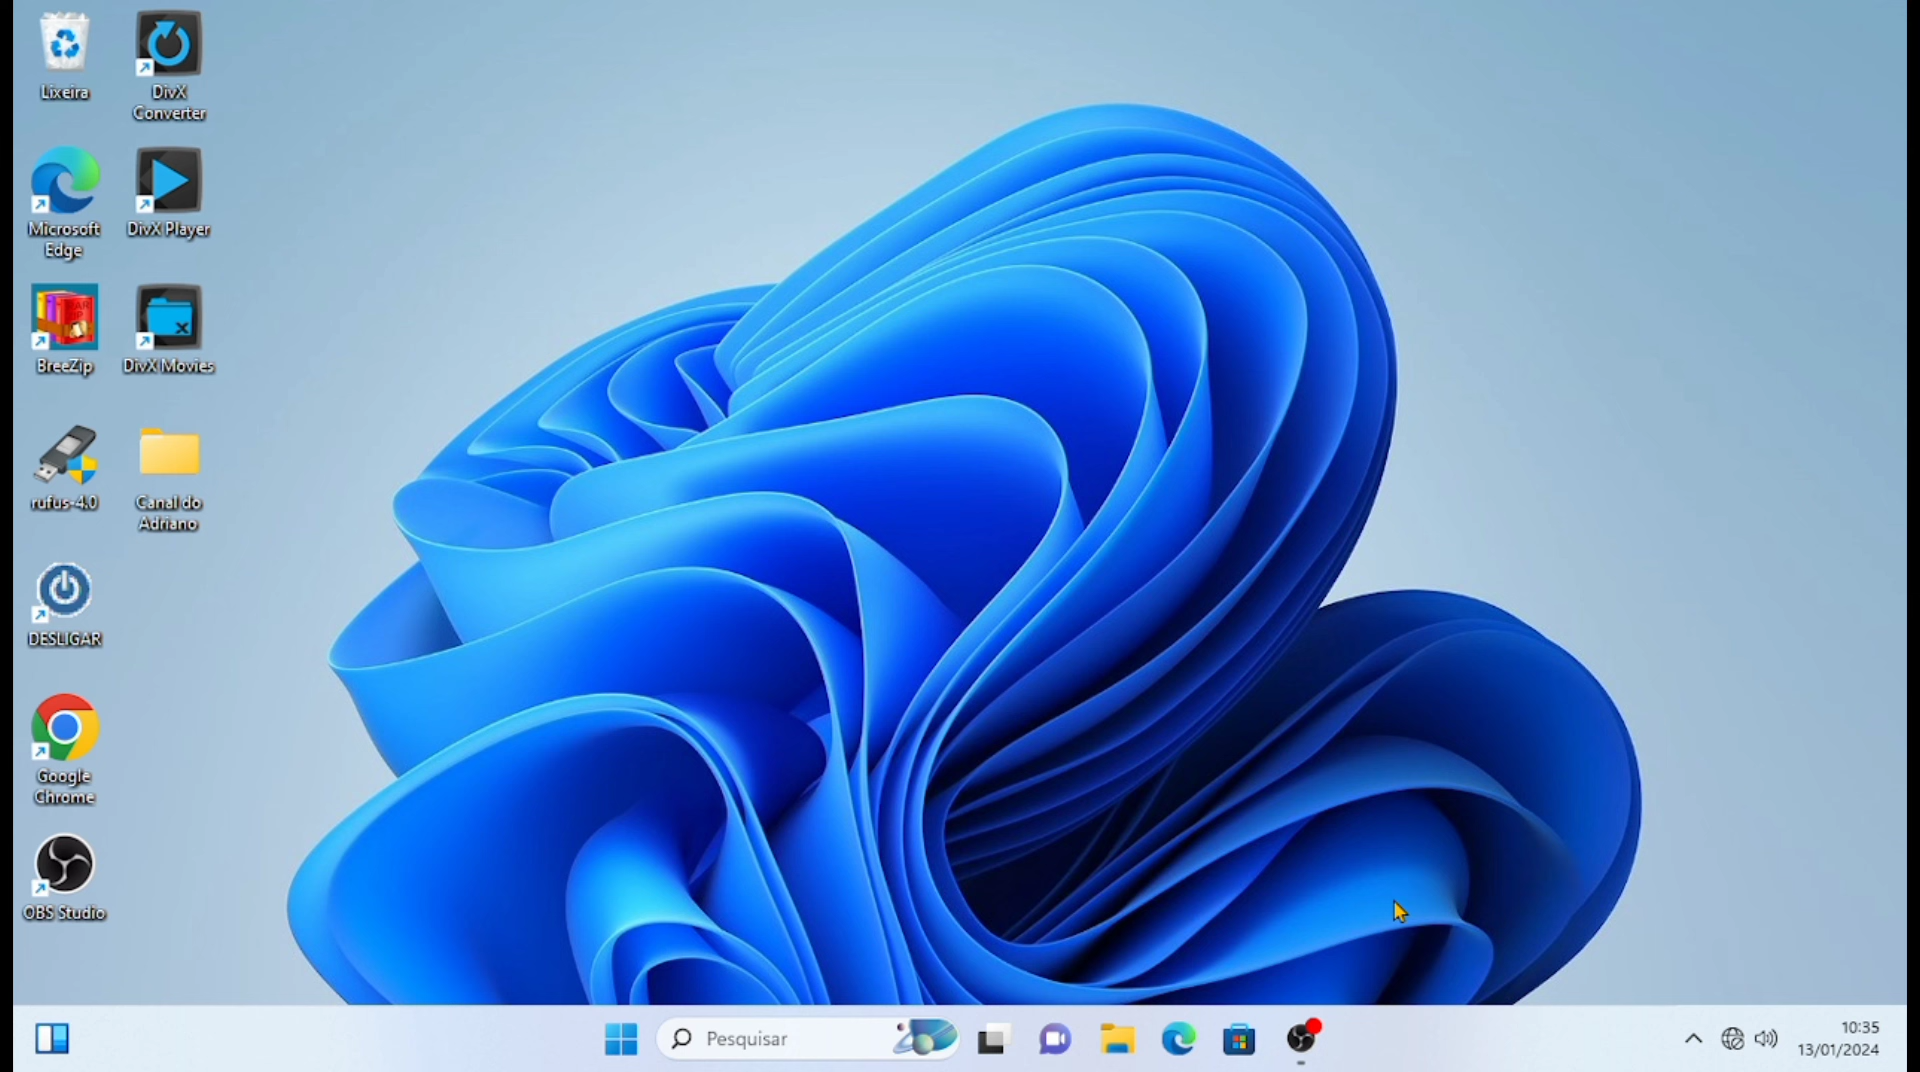 Lixeira
DivX
Converter
Microsoft
Edge
DivX Player
BreeZip
DivX Movies
rufus-4.0
Canal do
Adriano
DESLIGAR
Google
Chrome
OBS Studio
Pesquisar
10:35
13/01/2024